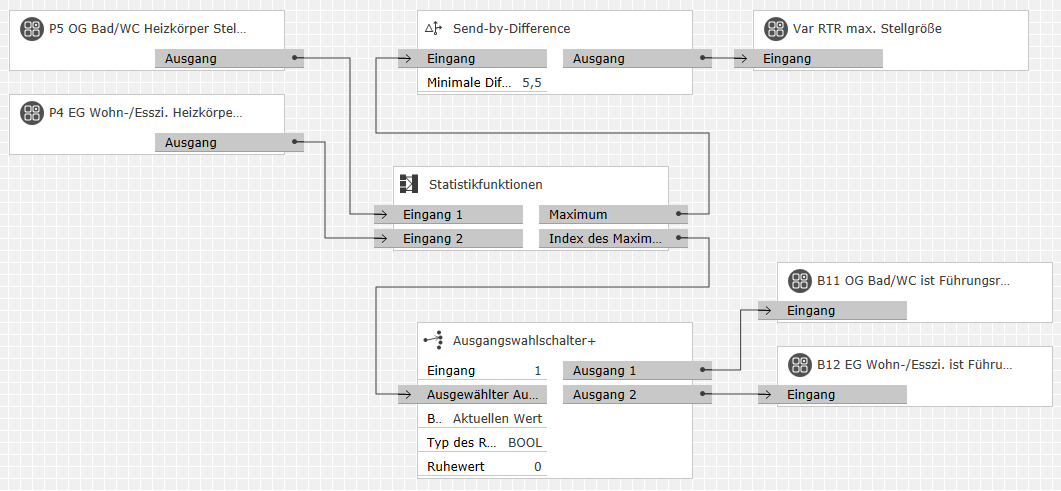 P5 OG Bad/WC Heizkörper Stel...
Ausgang
P4 EG Wohn-/Esszi. Heizkörpe...
Ausgang
Send-by-Difference
Eingang
Ausgang
Minimale Dif...
5,5
Var RTR max. Stellgröße
Eingang
Statistikfunktionen
Eingang 1
Maximum
Eingang 2
Index des Maxim...
Ausgangswahlschalter+
Eingang
1
Ausgang 1
Ausgewählter Au...
Ausgang 2
B...
Aktuellen Wert
Typ des R...
BOOL
Ruhewert
0
B11 OG Bad/WC ist Führungsr...
Eingang
B12 EG Wohn-/Esszi. ist Führu...
Eingang